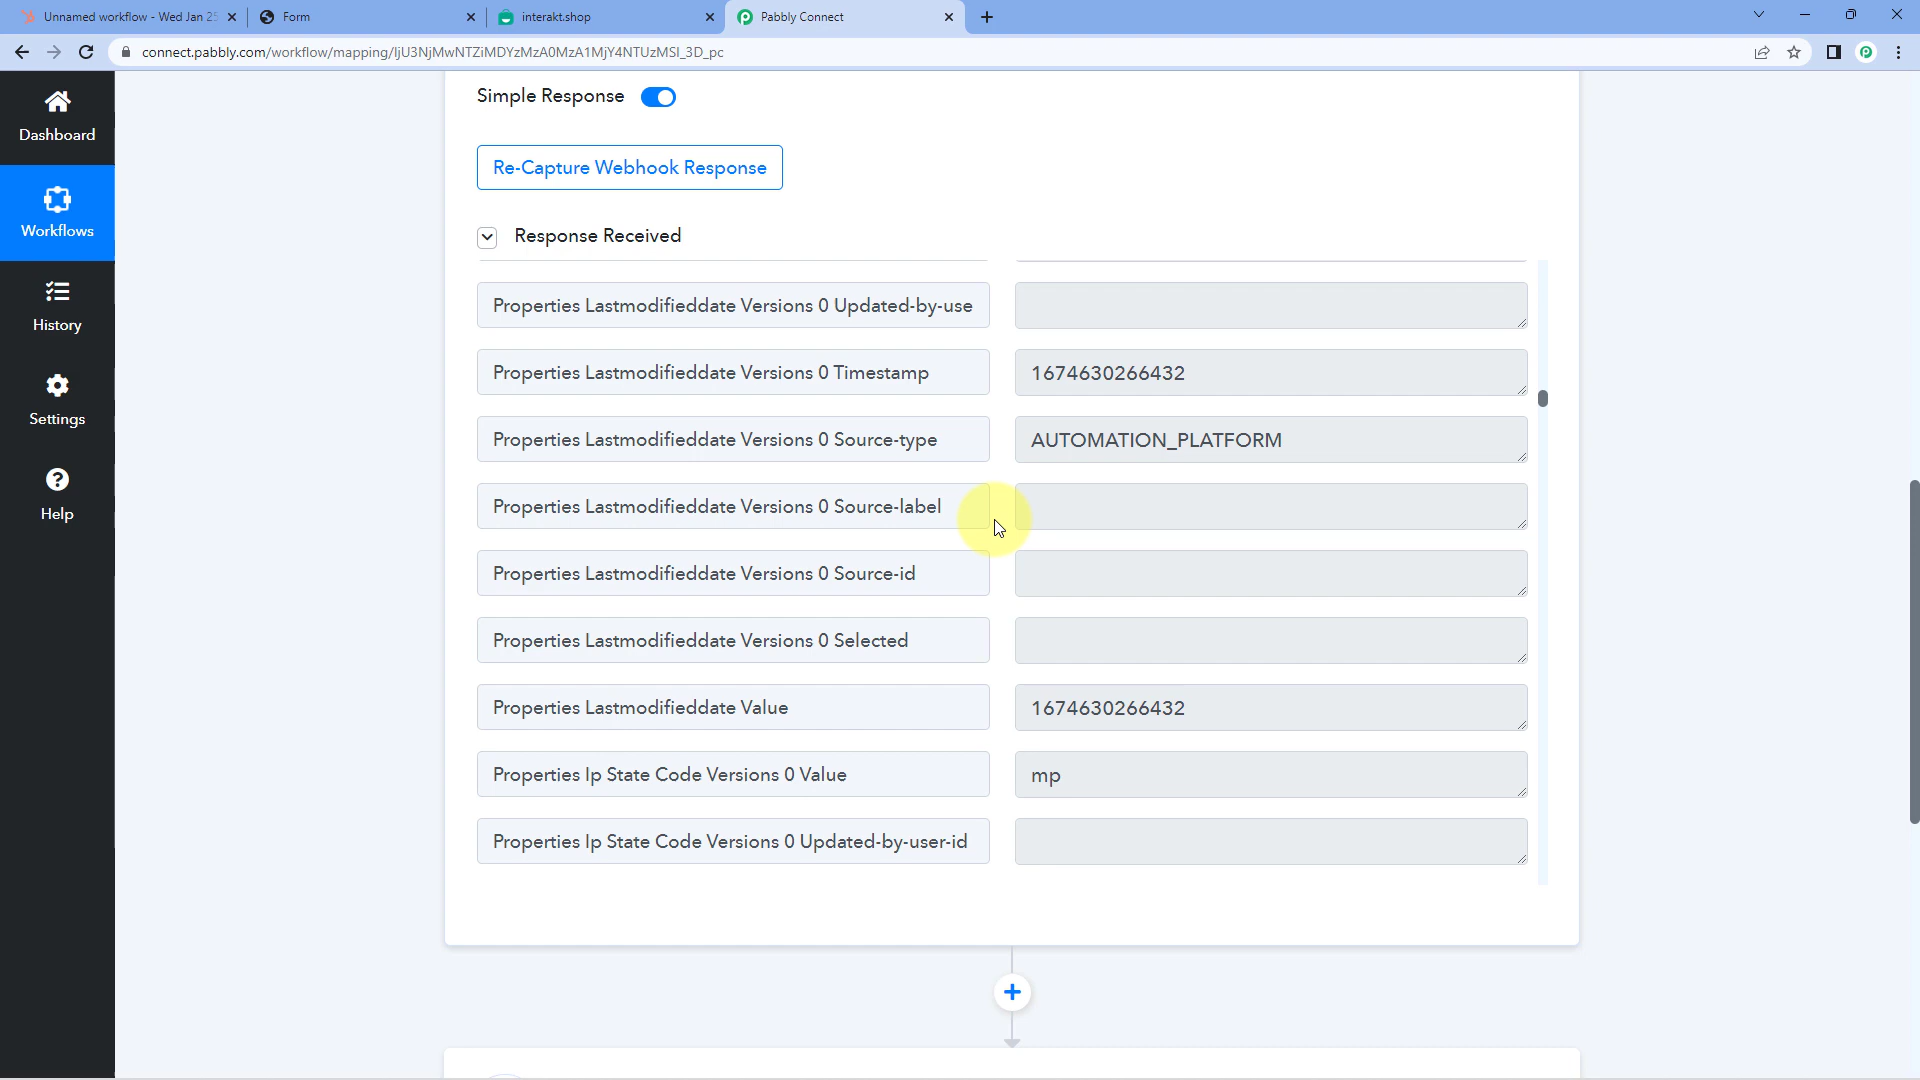 Unnamed workflow - Wed Jan 25
Form
interakt.shop
Pabbly Connect
connect.pabbly.com/workflow/mapping/IjU3NjMwNTZiMDYzMzA0MzA1MjY4NTUzMSI_3D_pc
Dashboard
Workflows
History
Settings
Help
Simple Response
Re-Capture Webhook Response
Response Received
Properties Lastmodifieddate Versions 0 Updated-by-use
Properties Lastmodifieddate Versions 0 Timestamp 1674630266432
Properties Lastmodifieddate Versions 0 Source-type AUTOMATION_PLATFORM
Properties Lastmodifieddate Versions 0 Source-label
Properties Lastmodifieddate Versions 0 Source-id
Properties Lastmodifieddate Versions 0 Selected
Properties Lastmodifieddate Value 1674630266432
Properties Ip State Code Versions 0 Value mp
Properties Ip State Code Versions 0 Updated-by-user-id